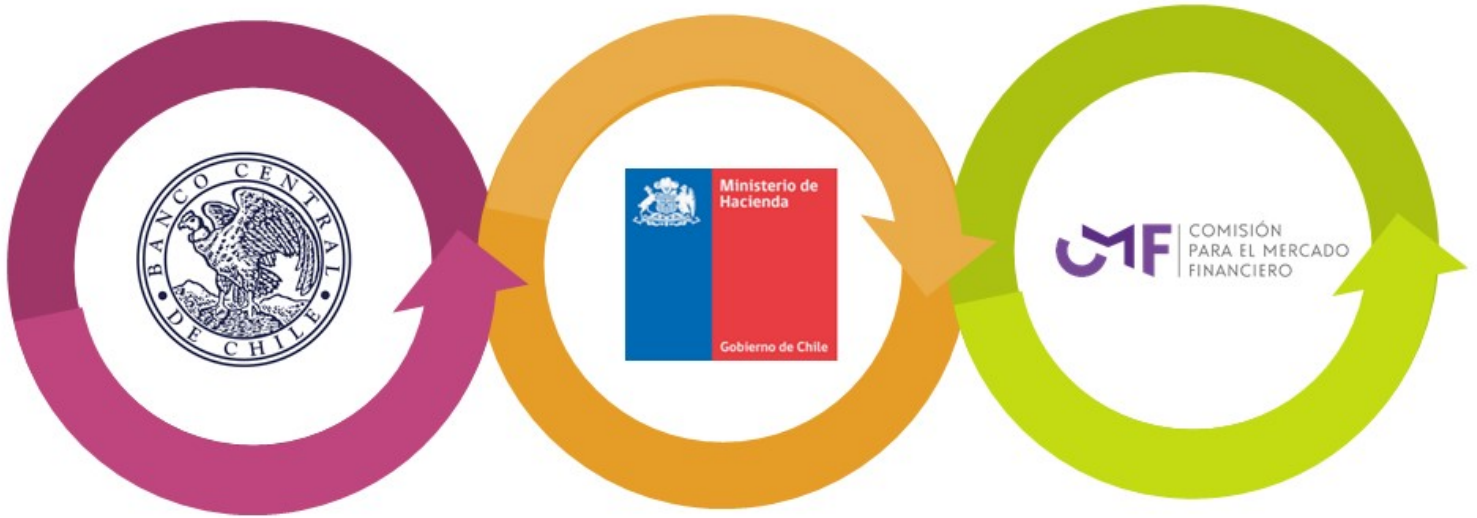 BANCO CENTRAL
DE CHILE
Ministerio de
Hacienda
Gobierno de Chile
CMF
COMISIÓN
PARA EL MERCADO
FINANCIERO